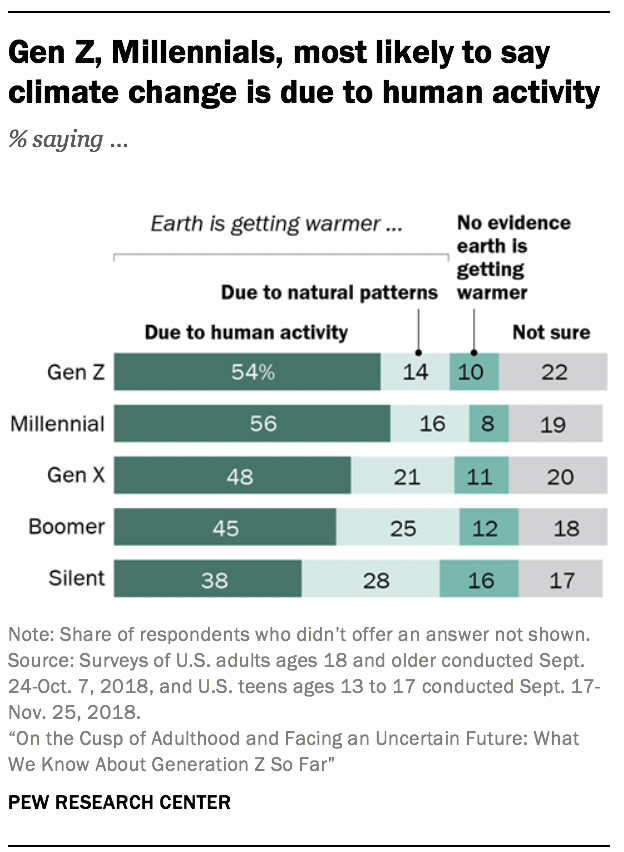 Gen Z, Millennials, most likely to say
climate change is due to human activity
% saying ...
Earth is getting warmer ...
No evidence
earth is
getting
warmer
Due to natural patterns
Due to human activity
Not sure
Gen Z 54% 14 10 22
Millennial 56 16 8 19
Gen X 48 21 11 20
Boomer 45 25 12 18
Silent 38 28 16 17
Note: Share of respondents who didn't offer an answer not shown.
Source: Surveys of U.S. adults ages 18 and older conducted Sept.
24-Oct. 7, 2018, and U.S. teens ages 13 to 17 conducted Sept. 17-
Nov. 25, 2018.
“On the Cusp of Adulthood and Facing an Uncertain Future: What
We Know About Generation Z So Far”
PEW RESEARCH CENTER